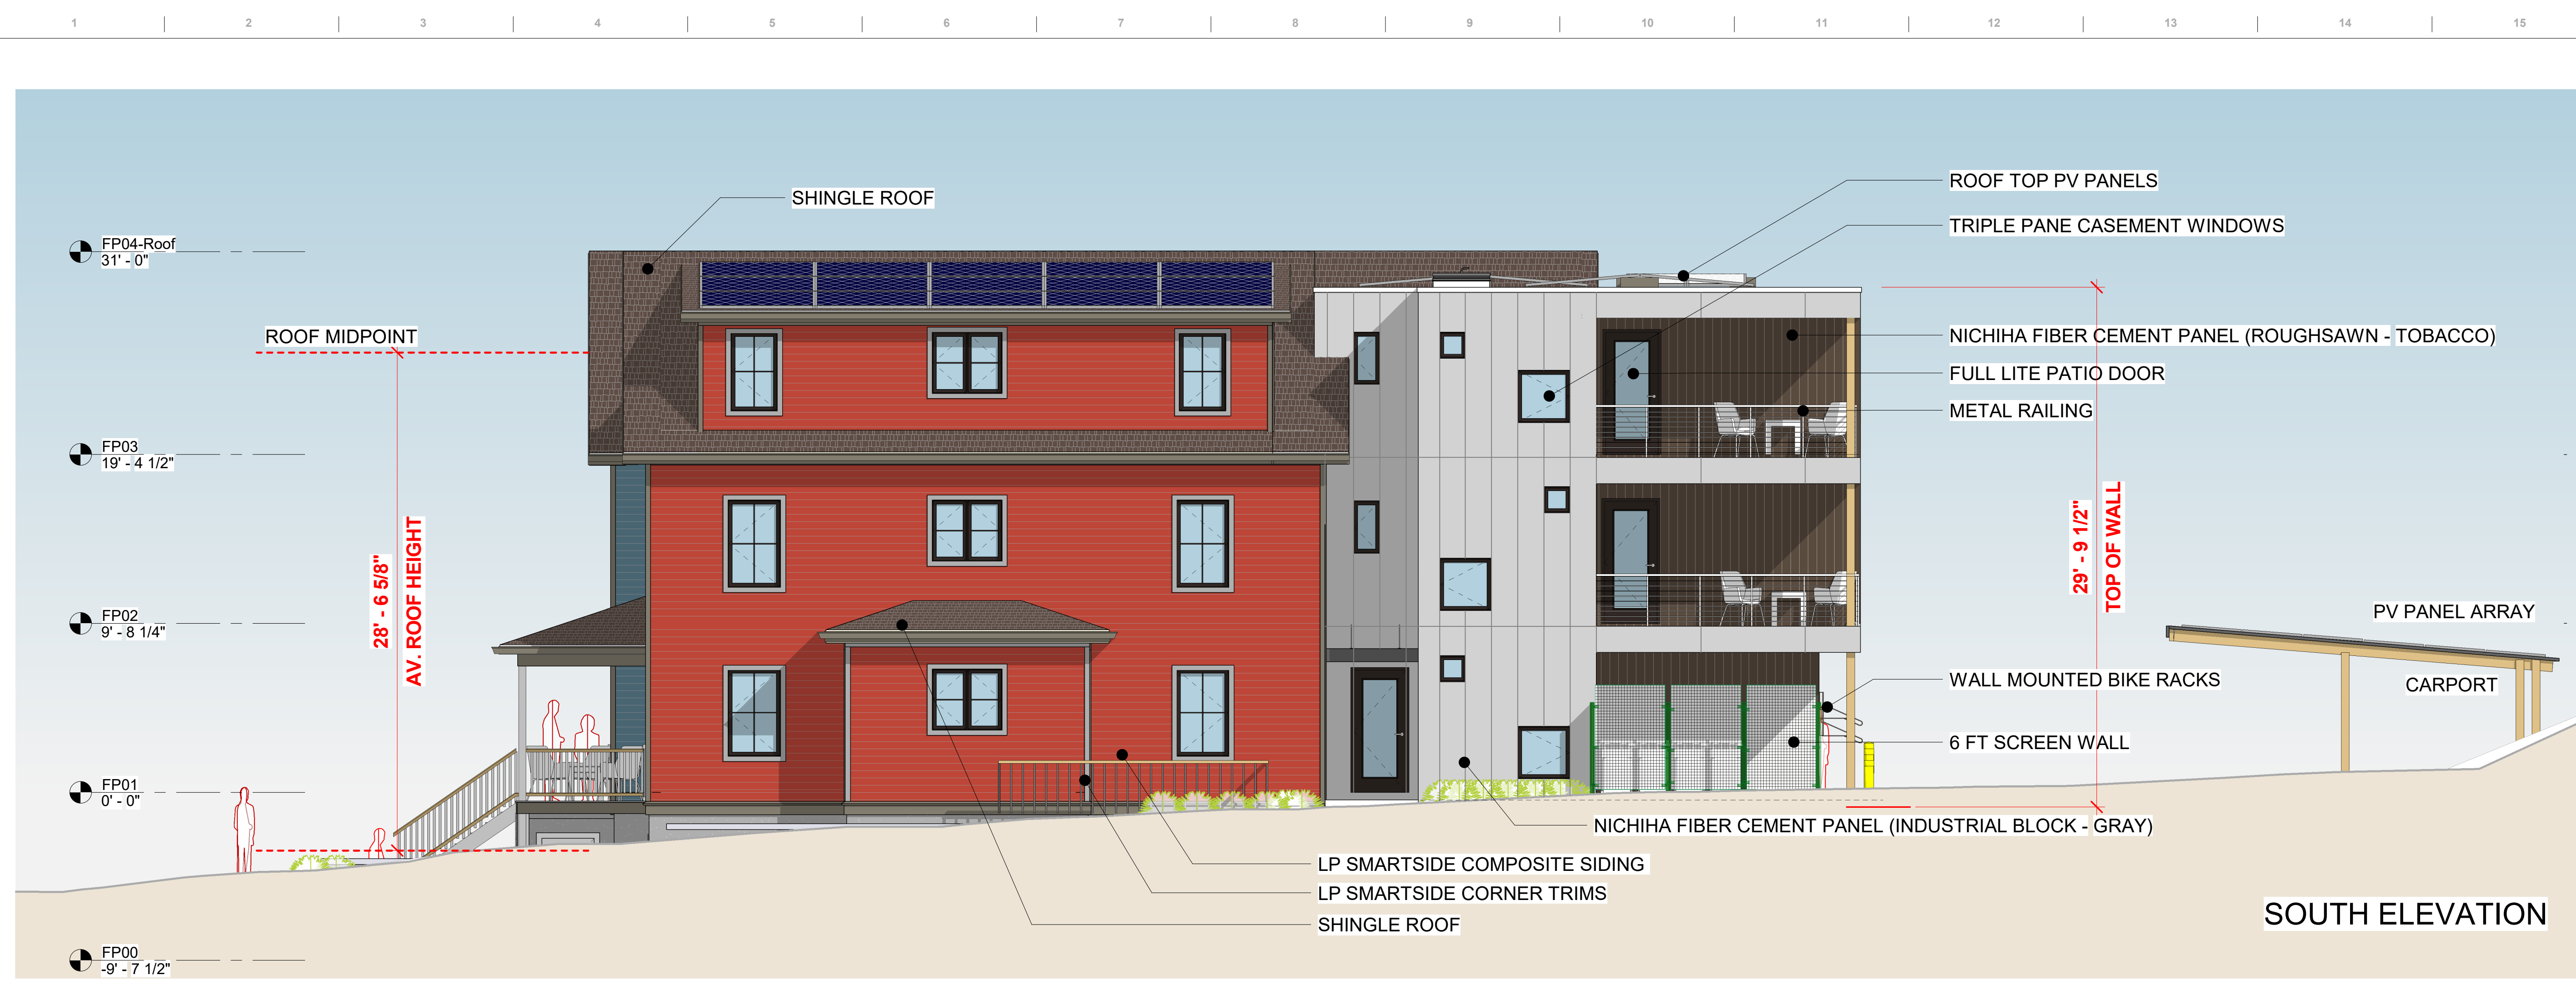 1 2 3 4 5 6 7 8 9 10 11 12 13 14 15
SHINGLE ROOF
ROOF TOP PV PANELS
TRIPLE PANE CASEMENT WINDOWS
FP04-Roof
31' - 0"
ROOF MIDPOINT
NICHIHA FIBER CEMENT PANEL (ROUGHSAWN - TOBACCO)
FULL LITE PATIO DOOR
METAL RAILING
FP03
19' - 4 1/2"
28' - 6 5/8"
AV. ROOF HEIGHT
29' - 9 1/2"
TOP OF WALL
FP02
9' - 8 1/4"
PV PANEL ARRAY
CARPORT
WALL MOUNTED BIKE RACKS
6 FT SCREEN WALL
FP01
0' - 0"
NICHIHA FIBER CEMENT PANEL (INDUSTRIAL BLOCK - GRAY)
LP SMARTSIDE COMPOSITE SIDING
LP SMARTSIDE CORNER TRIMS
SHINGLE ROOF
SOUTH ELEVATION
FP00
-9' - 7 1/2"